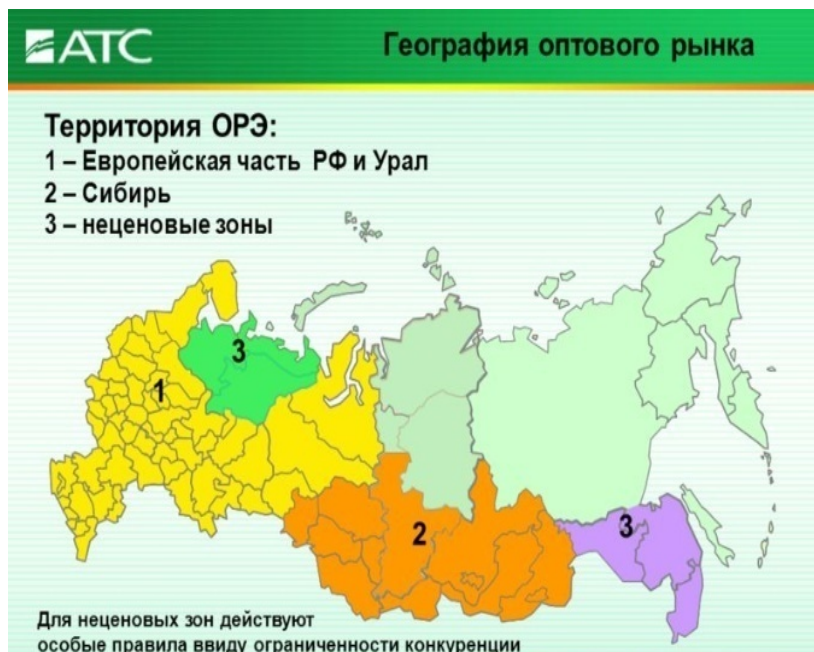 АТС
География оптового рынка
Территория ОРЭ:
1 – Европейская часть РФ и Урал
2 – Сибирь
3 – неценовые зоны
3
1
2
3
Для неценовых зон действуют
особые правила ввиду ограниченности конкуренции